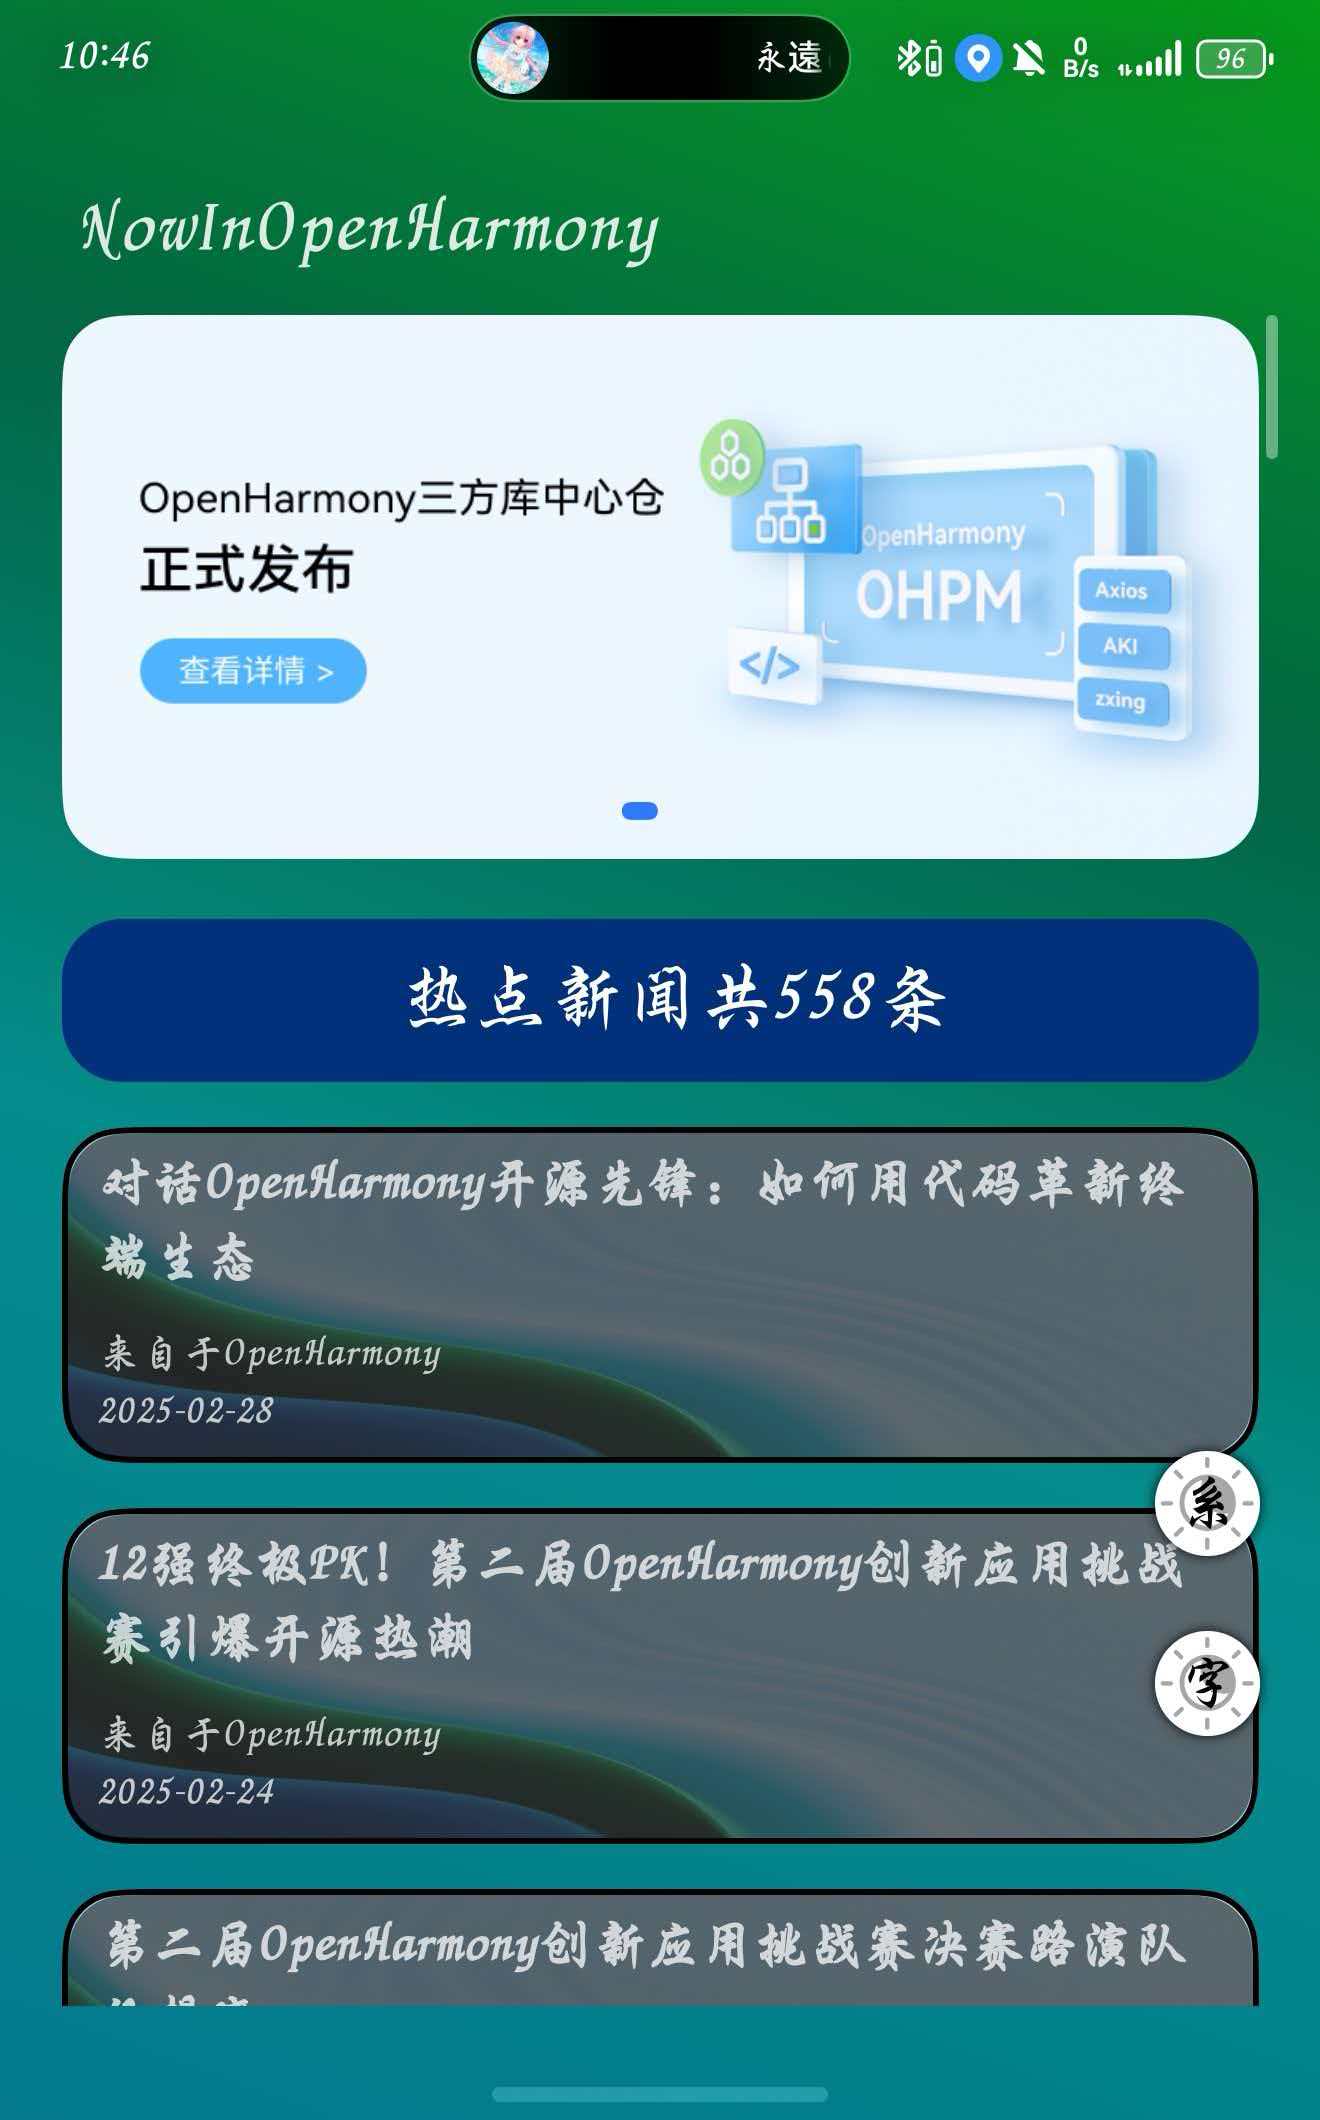 10:46
永遠
0
B/s
96
NowInOpenHarmony
OpenHarmony三方库中心仓
正式发布
查看详情 >
OpenHarmony
OHPM
</>
Axios
AKI
zxing
热点新闻共558条
对话OpenHarmony开源先锋：如何用代码革新终
端生态
来自于OpenHarmony
2025-02-28
系
12强终极PK！第二届OpenHarmony创新应用挑战
赛引爆开源热潮
字
来自于OpenHarmony
2025-02-24
第二届OpenHarmony创新应用挑战赛决赛路演队